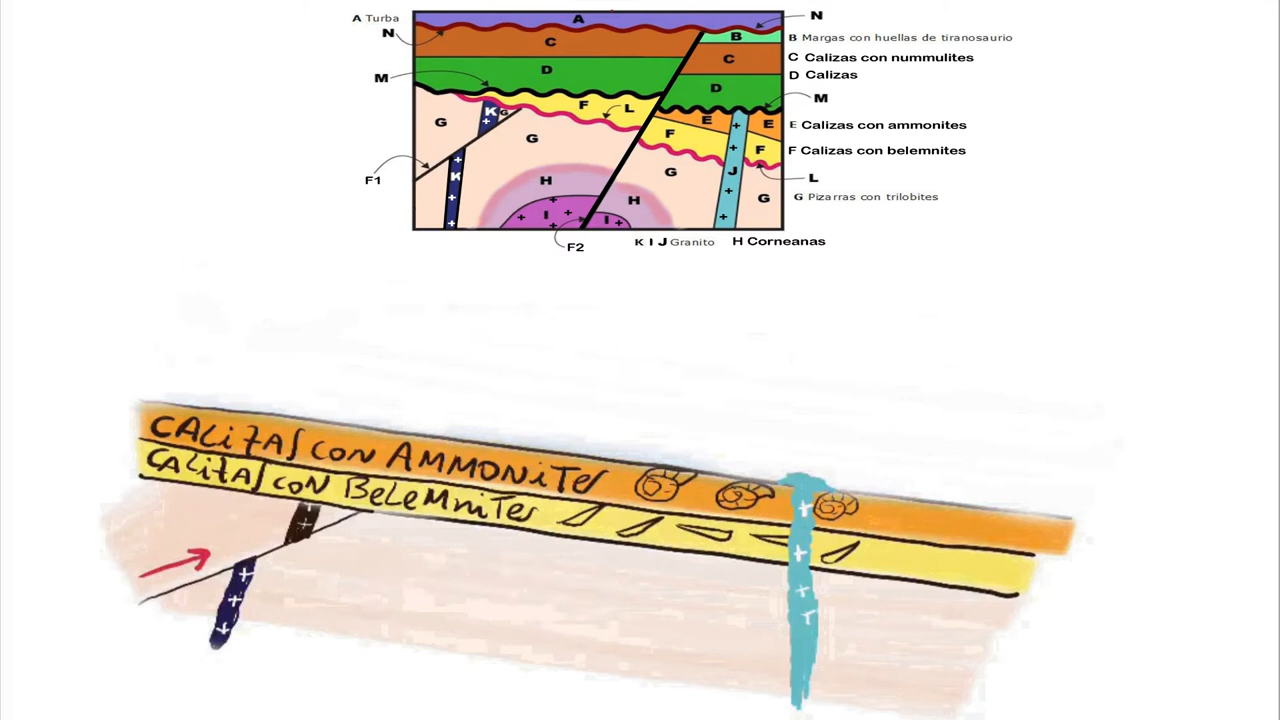 A Turba
N
A
N
B
B Margas con huellas de tiranosaurio
C
C
C Calizas con nummulites
D
D
D Calizas
M
M
G
K
G
F
L
E
E
E Calizas con ammonites
G
F
F
F Calizas con belemnites
F1
K
H
G
J
L
H
G
G Pizarras con trilobites
I
I
F2
K I J Granito
H Corneanas
CALIZAS CON AMMONITES
CALIZAS CON BELEMNITES